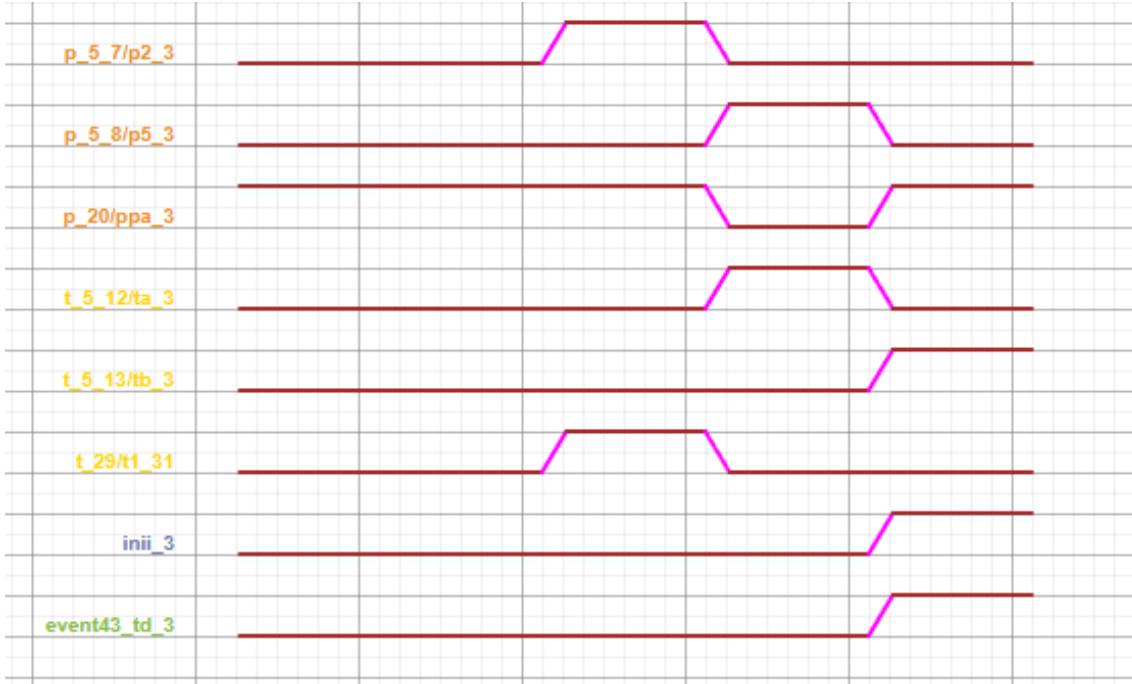 p_5_7/p2_3
p_5_8/p5_3
p_20/ppa_3
t_5_12/ta_3
t_5_13/tb_3
t_29/t1_31
inii_3
event43_td_3